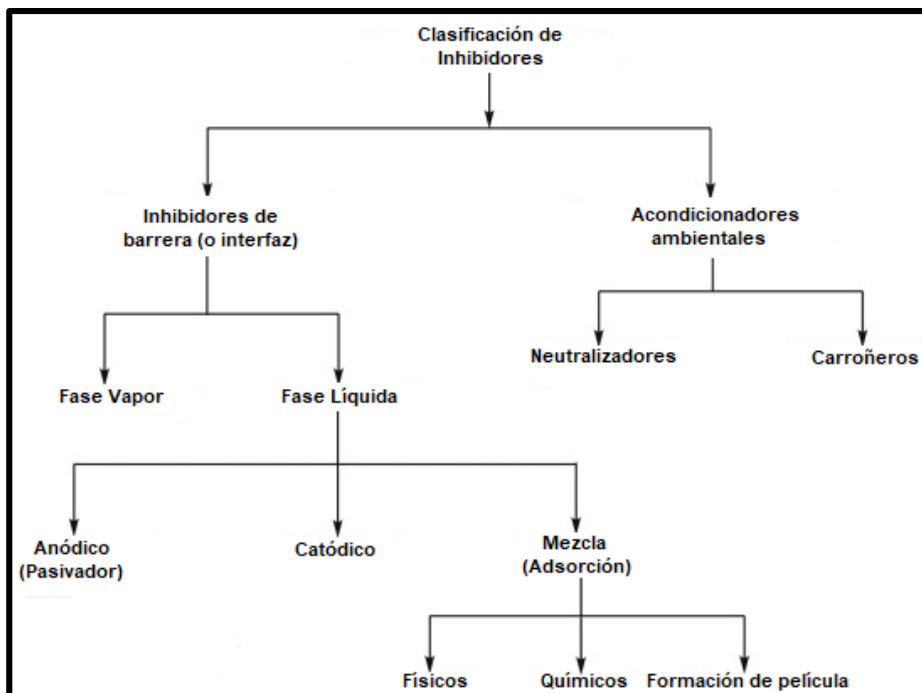 Clasificación de
Inhibidores
Inhibidores de
barrera (o interfaz)
Acondicionadores
ambientales
Neutralizadores
Carroñeros
Fase Vapor
Fase Líquida
Anódico
(Pasivador)
Catódico
Mezcla
(Adsorción)
Físicos
Químicos
Formación de película